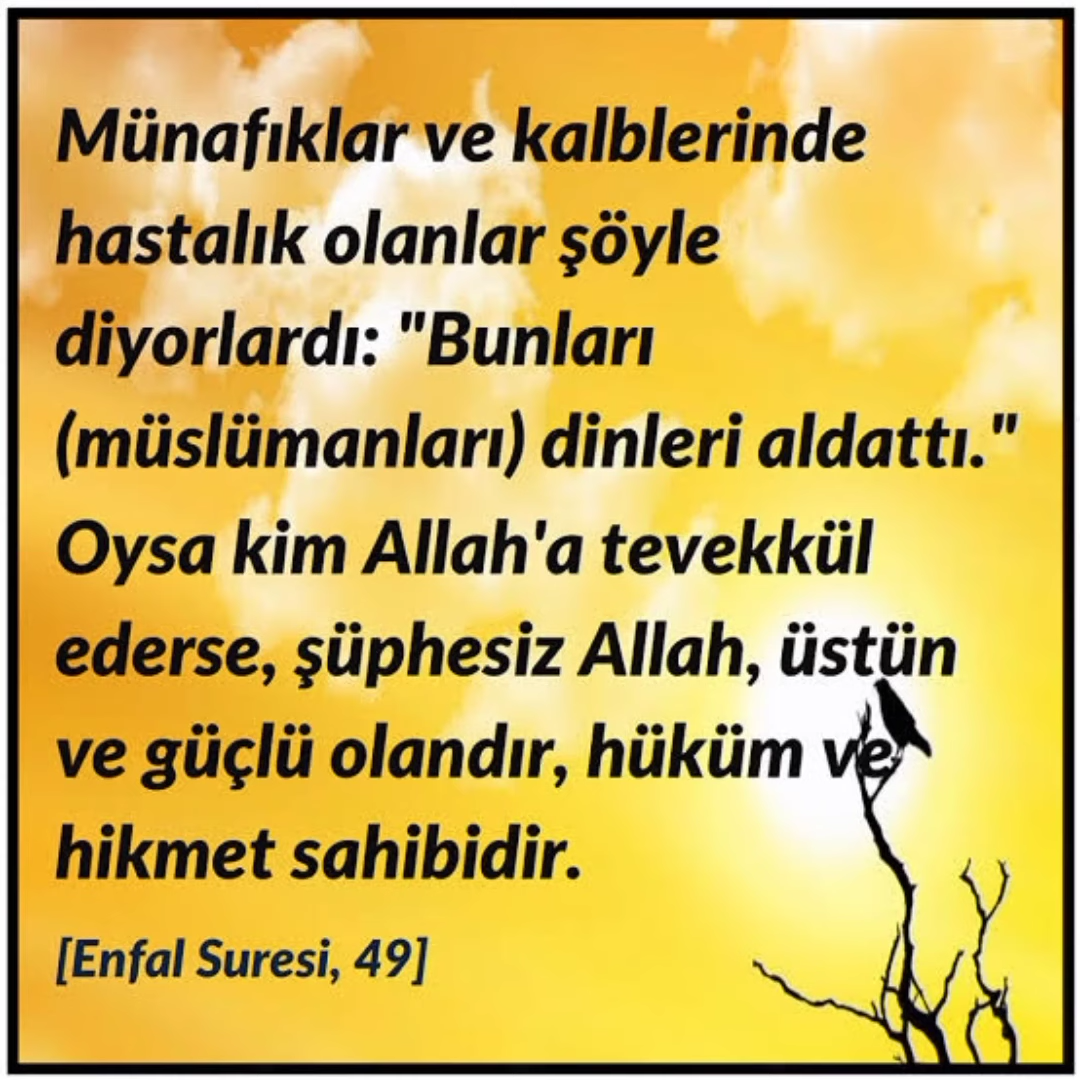 Münafıklar ve kalblerinde
hastalık olanlar şöyle
diyorlardı: "Bunları
(müslümanları) dinleri aldattı."
Oysa kim Allah'a tevekkül
ederse, şüphesiz Allah, üstün
ve güçlü olandır, hüküm ve
hikmet sahibidir.
[Enfal Suresi, 49]